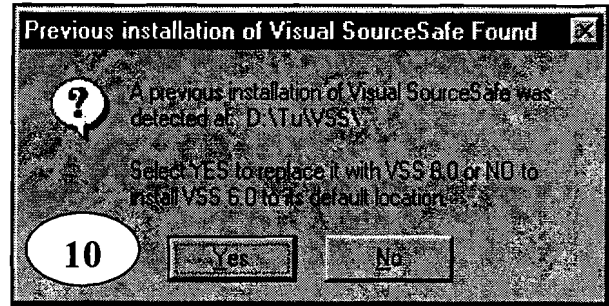 Previous installation of Visual SourceSafe Found
?
A previous installation of Visual SourceSafe was
detected at: D:\Tu\VSS\
Select YES to replace it with VSS 6.0 or NO to
install VSS 6.0 to its default location.
10
Yes
No